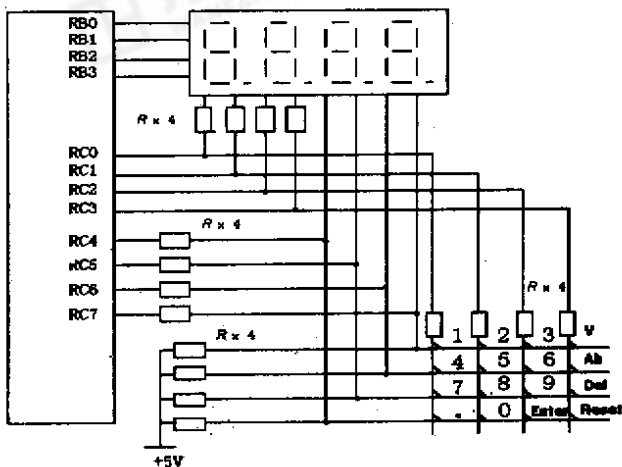 RB0
RB1
RB2
RB3
R × 4
RC0
RC1
RC2
RC3
R × 4
RC4
RC5
RC6
RC7
R × 4
R × 4
1 2 3 V
4 5 6 Ab
7 8 9 Del
. 0 Enter Reset
+5V